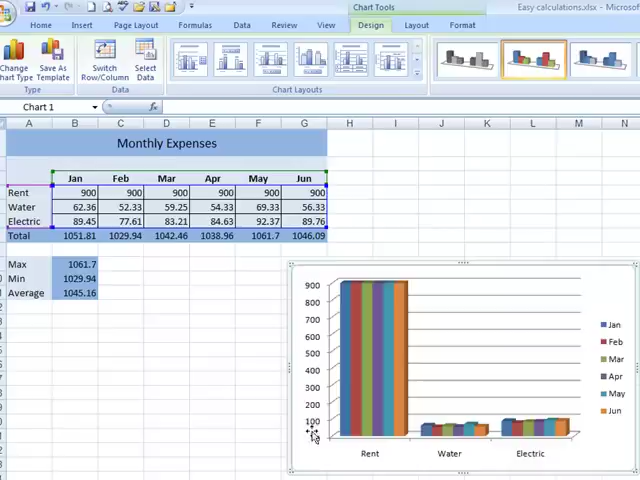 Chart Tools
Easy calculations.xlsx - Microsof
Home Insert Page Layout Formulas Data Review View Design Layout Format
Change Chart Type
Save As Template
Switch Row/Column
Select Data
Type Data Chart Layouts
Chart 1 fx
A B C D E F G H I J K L M N
Monthly Expenses
Jan Feb Mar Apr May Jun
Rent 900 900 900 900 900 900
Water 62.36 52.33 59.25 54.33 69.33 56.33
Electric 89.45 77.61 83.21 84.63 92.37 89.76
Total 1051.81 1029.94 1042.46 1038.96 1061.7 1046.09
Max 1061.7
Min 1029.94
Average 1045.16
900
800
700
600
500
400
300
200
100
Rent Water Electric
Jan
Feb
Mar
Apr
May
Jun